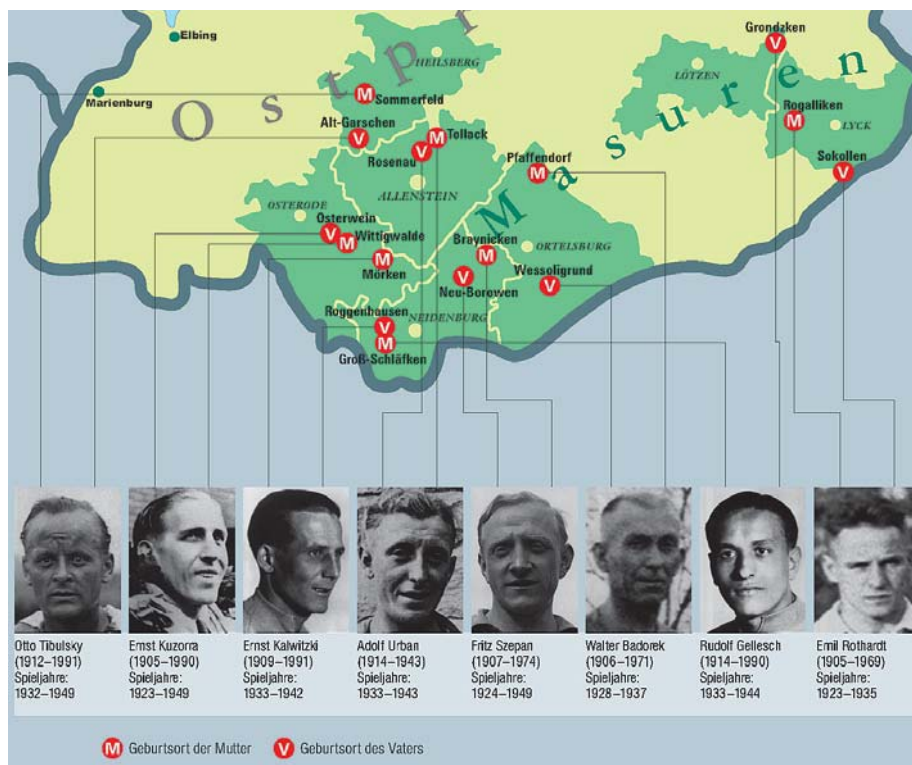 Elbing
Marienburg
Ostpr
Masuren
HEILSBERG
Sommerfeld
Alt-Garschen
Tollack
Rosenau
ALLENSTEIN
Pfaffendorf
Grondzken
LÖTZEN
Rogalliken
LYCK
Sokollen
OSTERODE
Osterwein
Wittigwalde
Mörken
Braynicken
ORTELSBURG
Neu-Borowen
Wessoligrund
Roggenhausen
NEIDENBURG
Groß-Schläfken
M
V
M
V
V
M
M
V
V
M
M
M
V
V
V
M
Otto Tibulsky
(1912–1991)
Spieljahre:
1932–1949
Ernst Kuzorra
(1905–1990)
Spieljahre:
1923–1949
Ernst Kalwitzki
(1909–1991)
Spieljahre:
1933–1942
Adolf Urban
(1914–1943)
Spieljahre:
1933–1943
Fritz Szepan
(1907–1974)
Spieljahre:
1924–1949
Walter Badorek
(1906–1971)
Spieljahre:
1928–1937
Rudolf Gellesch
(1914–1990)
Spieljahre:
1933–1944
Emil Rothardt
(1905–1969)
Spieljahre:
1923–1935
M Geburtsort der Mutter
V Geburtsort des Vaters